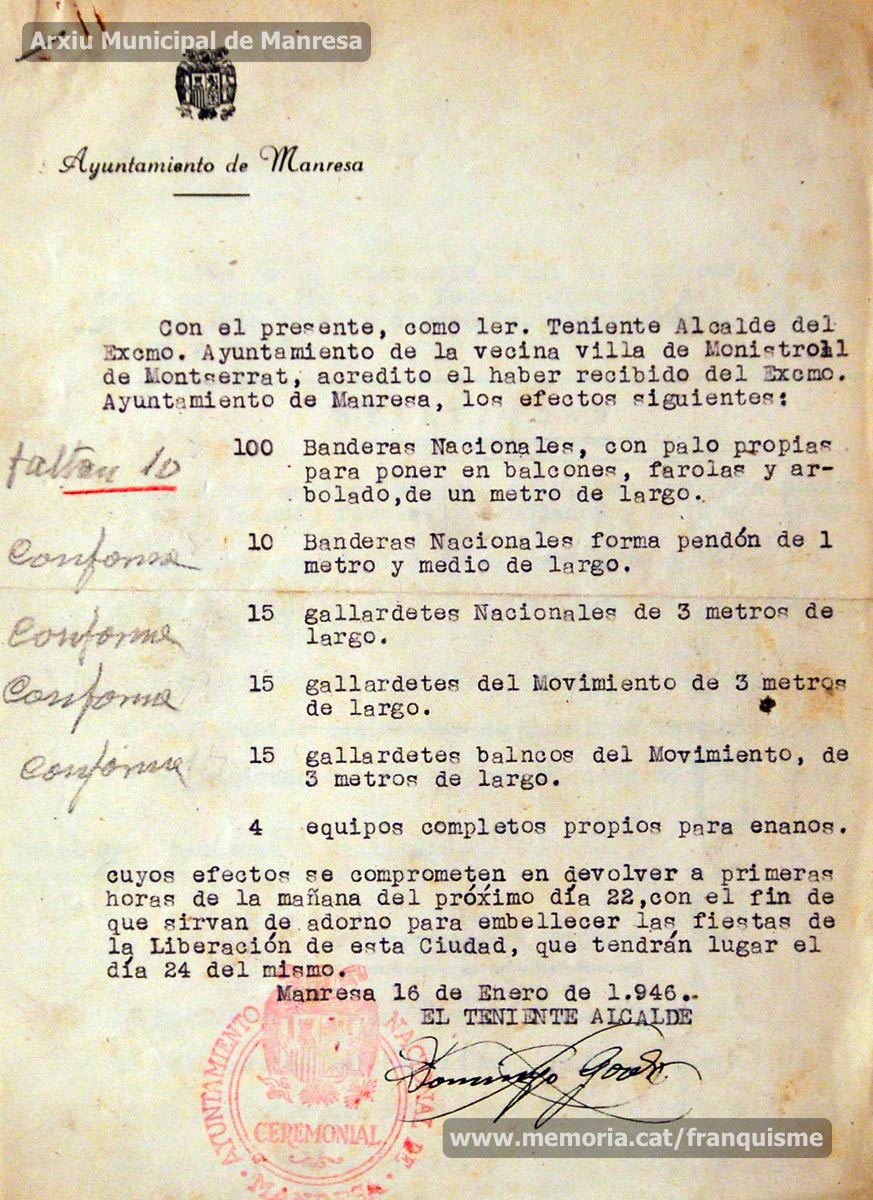 Arxiu Municipal de Manresa
Ayuntamiento de Manresa
Con el presente, como 1er. Teniente Alcalde del
Excmo. Ayuntamiento de la vecina villa de Monistroll
de Montserrat, acredito el haber recibido del Excmo.
Ayuntamiento de Manresa, los efectos siguientes:
faltan 10
100 Banderas Nacionales, con palo propias
para poner en balcones, farolas y ar-
bolado,de un metro de largo.
Conforme
10 Banderas Nacionales forma pendón de 1
metro y medio de largo.
Conforme
15 gallardetes Nacionales de 3 metros de
largo.
Conforme
15 gallardetes del Movimiento de 3 metros
de largo.
Conforme
15 gallardetes balncos del Movimiento, de
3 metros de largo.
4 equipos completos propios para enanos.
cuyos efectos se comprometen en devolver a primeras
horas de la mañana del próximo día 22,con el fin de
que sirvan de adorno para embellecer las fiestas de
la Liberación de esta Ciudad, que tendrán lugar el
día 24 del mismo.
Manresa 16 de Enero de 1.946.-
EL TENIENTE ALCALDE
Domingo
AYUNTAMIENTO NACIONAL DE
CEREMONIAL
www.memoria.cat/franquisme